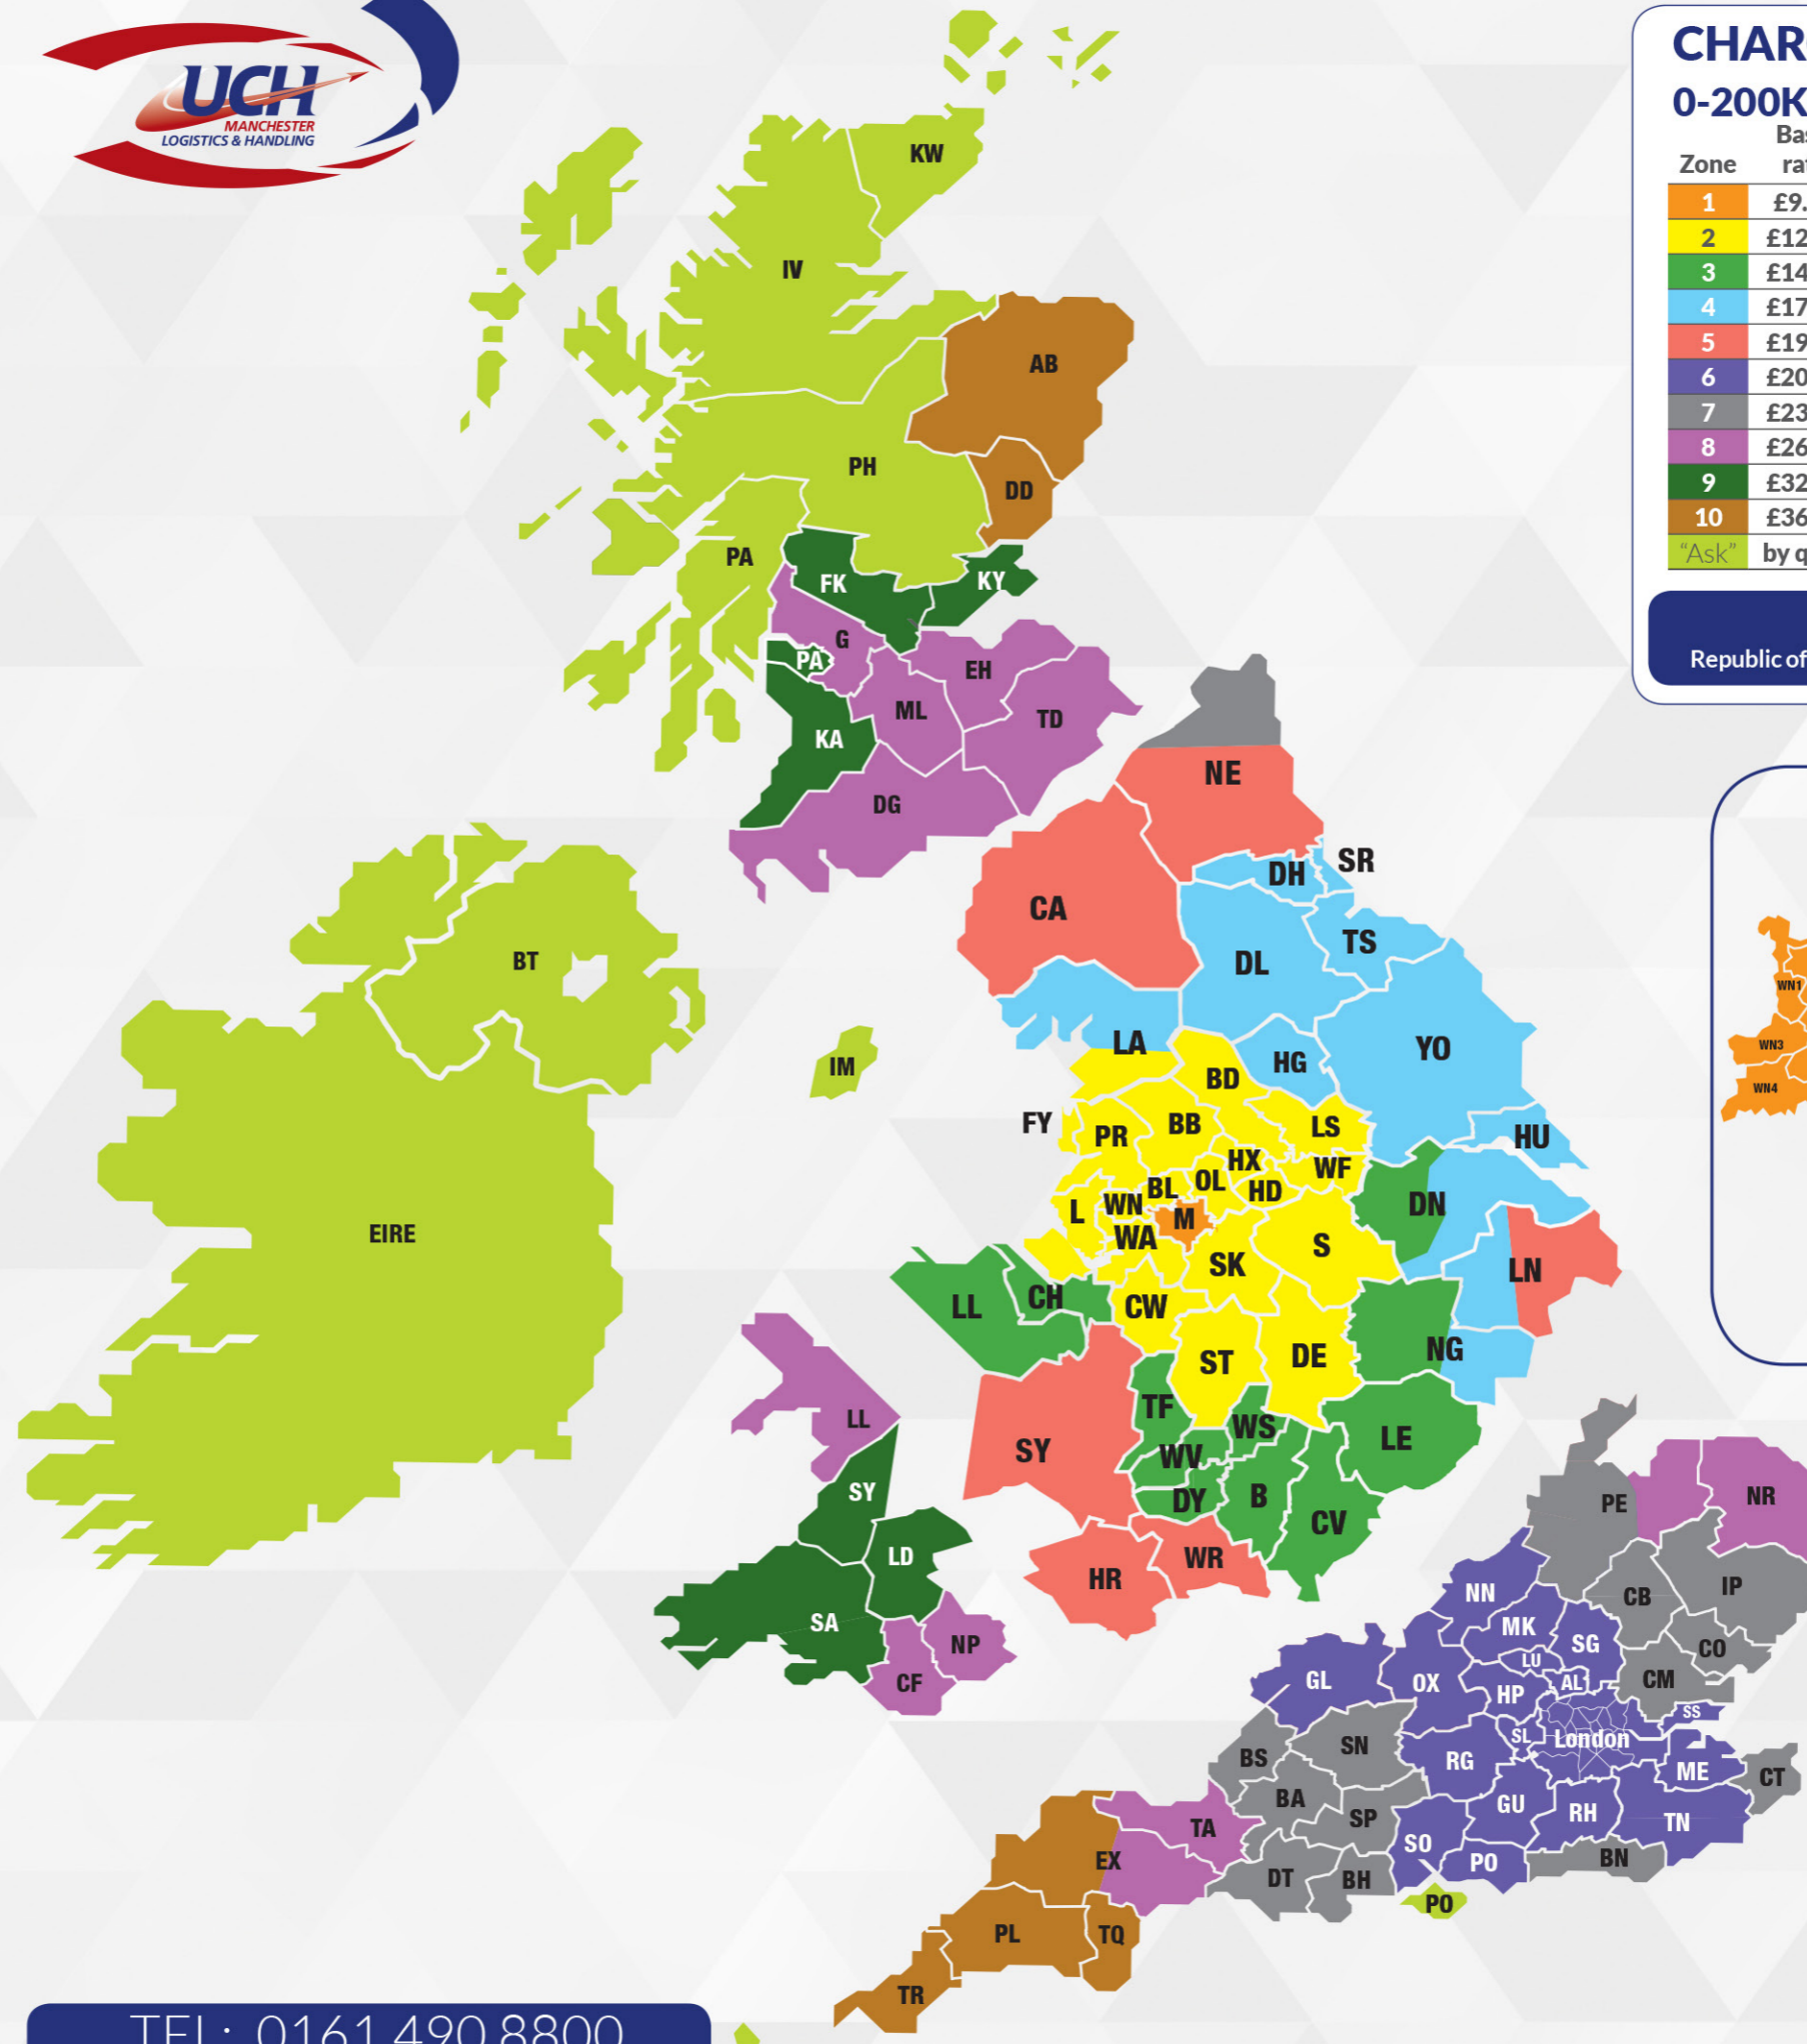 UCH
MANCHESTER
LOGISTICS & HANDLING
CHAR
0-200K
Bas
Zone rat
1 £9.
2 £12
3 £14
4 £17
5 £19
6 £20
7 £23
8 £26
9 £32
10 £36
"Ask" by q
Republic of
KW
IV
AB
PH
DD
PA
FK
KY
G
PA
EH
ML
TD
KA
NE
DG
SR
DH
CA
TS
DL
BT
WN1
LA
YO
WN3
HG
IM
BD
WN4
FY
BB
PR
LS
HU
HX
WF
OL
BL
HD
WN
DN
L
M
EIRE
WA
S
SK
LN
CH
LL
CW
NG
DE
ST
TF
LL
WS
LE
SY
WV
SY
B
PE
NR
DY
CV
LD
WR
HR
IP
NN
CB
SA
MK
SG
NP
CO
LU
GL
CM
CF
OX
AL
HP
SS
SL
London
SN
BS
RG
ME
CT
BA
GU
RH
SP
TN
TA
SO
EX
PO
BN
DT
BH
PO
PL
TQ
TR
TEL: 0161 490 8800